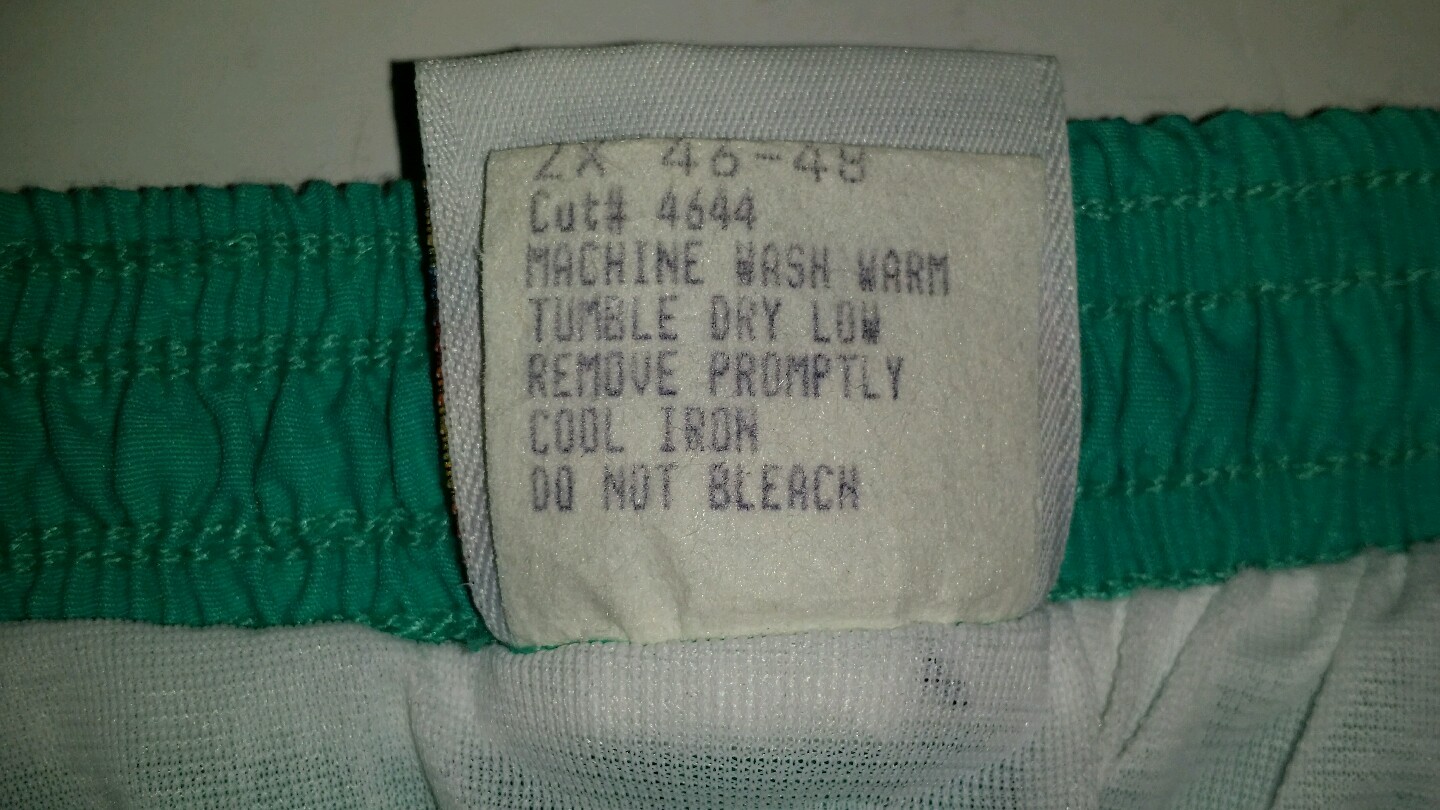 2X 46-48
Cut# 4644
MACHINE WASH WARM
TUMBLE DRY LOW
REMOVE PROMPTLY
COOL IRON
DO NOT BLEACH